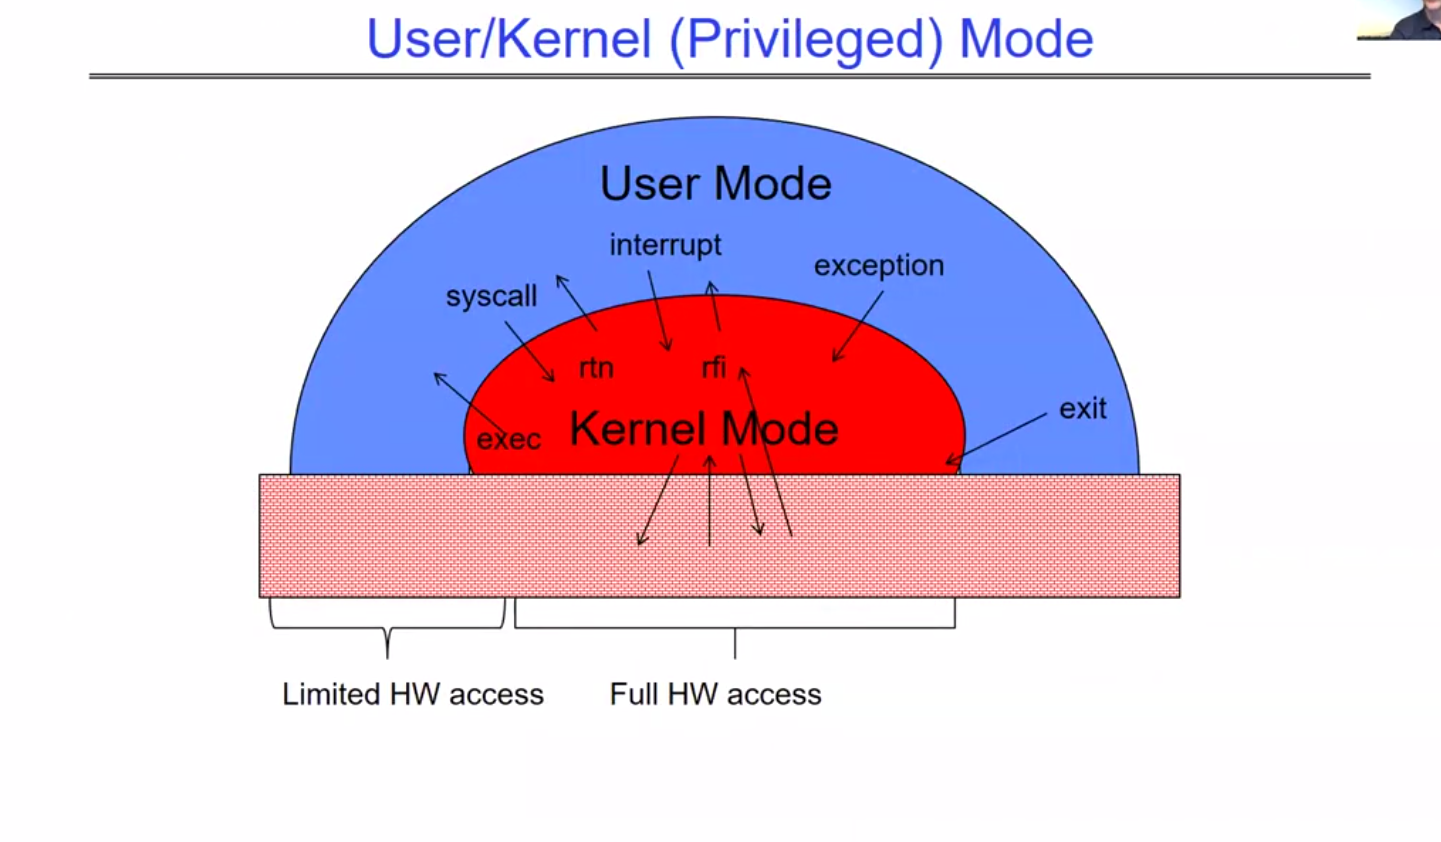 User/Kernel (Privileged) Mode
User Mode
interrupt
exception
syscall
rtn
rfi
exit
exec
Kernel Mode
Limited HW access
Full HW access